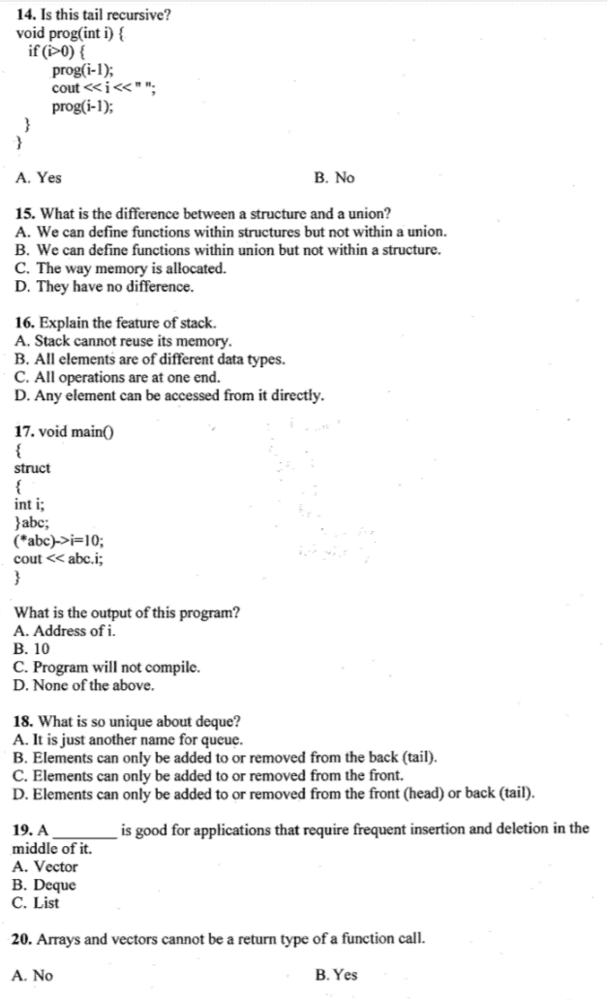 14. Is this tail recursive?
void prog(int i) {
if (i>0) {
prog(i-1);
cout <<i<<" ";
prog(i-1);
}
}
A. Yes B. No
15. What is the difference between a structure and a union?
A. We can define functions within structures but not within a union.
B. We can define functions within union but not within a structure.
C. The way memory is allocated.
D. They have no difference.
16. Explain the feature of stack.
A. Stack cannot reuse its memory.
B. All elements are of different data types.
C. All operations are at one end.
D. Any element can be accessed from it directly.
17. void main()
{
struct
{
int i;
}abc;
(*abc)->i=10;
cout << abc.i;
}
What is the output of this program?
A. Address of i.
B. 10
C. Program will not compile.
D. None of the above.
18. What is so unique about deque?
A. It is just another name for queue.
B. Elements can only be added to or removed from the back (tail).
C. Elements can only be added to or removed from the front.
D. Elements can only be added to or removed from the front (head) or back (tail).
19. A ________ is good for applications that require frequent insertion and deletion in the
middle of it.
A. Vector
B. Deque
C. List
20. Arrays and vectors cannot be a return type of a function call.
A. No B. Yes